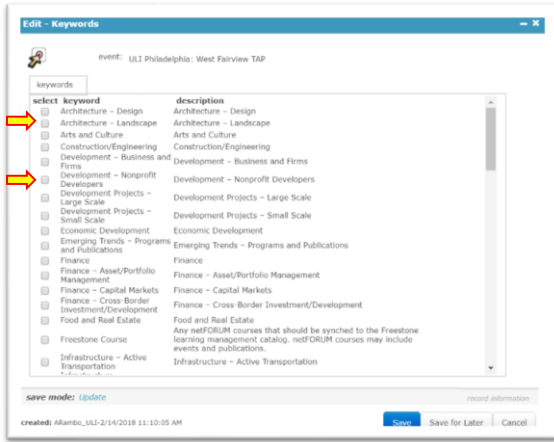 Edit - Keywords
event: ULI Philadelphia: West Fairview TAP
keywords
select keyword description
Architecture – Design Architecture – Design
Architecture – Landscape Architecture – Landscape
Arts and Culture Arts and Culture
Construction/Engineering Construction/Engineering
Development – Business and Firms Development – Business and Firms
Development – Nonprofit Developers Development – Nonprofit Developers
Development Projects – Large Scale Development Projects – Large Scale
Development Projects – Small Scale Development Projects – Small Scale
Economic Development Economic Development
Emerging Trends – Programs and Publications Emerging Trends – Programs and Publications
Finance Finance
Finance – Asset/Portfolio Management Finance – Asset/Portfolio Management
Finance – Capital Markets Finance – Capital Markets
Finance – Cross-Border Investment/Development Finance – Cross-Border Investment/Development
Food and Real Estate Food and Real Estate
Freestone Course Any netFORUM courses that should be synched to the Freestone learning management catalog. netFORUM courses may include events and publications.
Infrastructure – Active Transportation Infrastructure – Active Transportation
save mode: Update record information
created: ARambo_ULI-2/14/2018 11:10:05 AM Save Save for Later Cancel